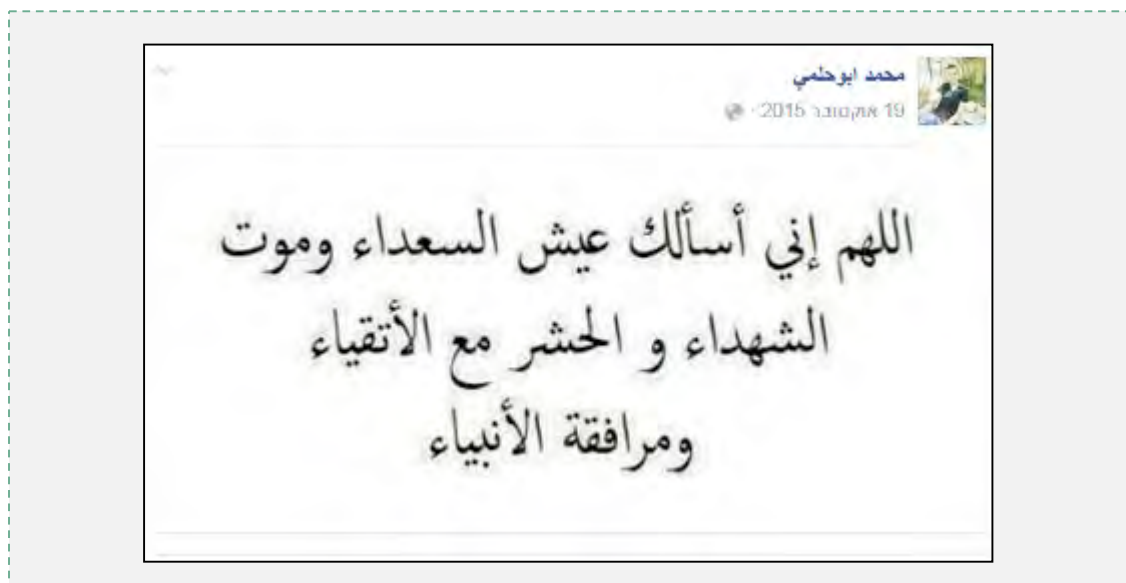 محمد ابوحلمي
19 אוקטובר 2015 ·
اللهم إني أسألك عيش السعداء وموت
الشهداء و الحشر مع الأتقياء
ومرافقة الأنبياء